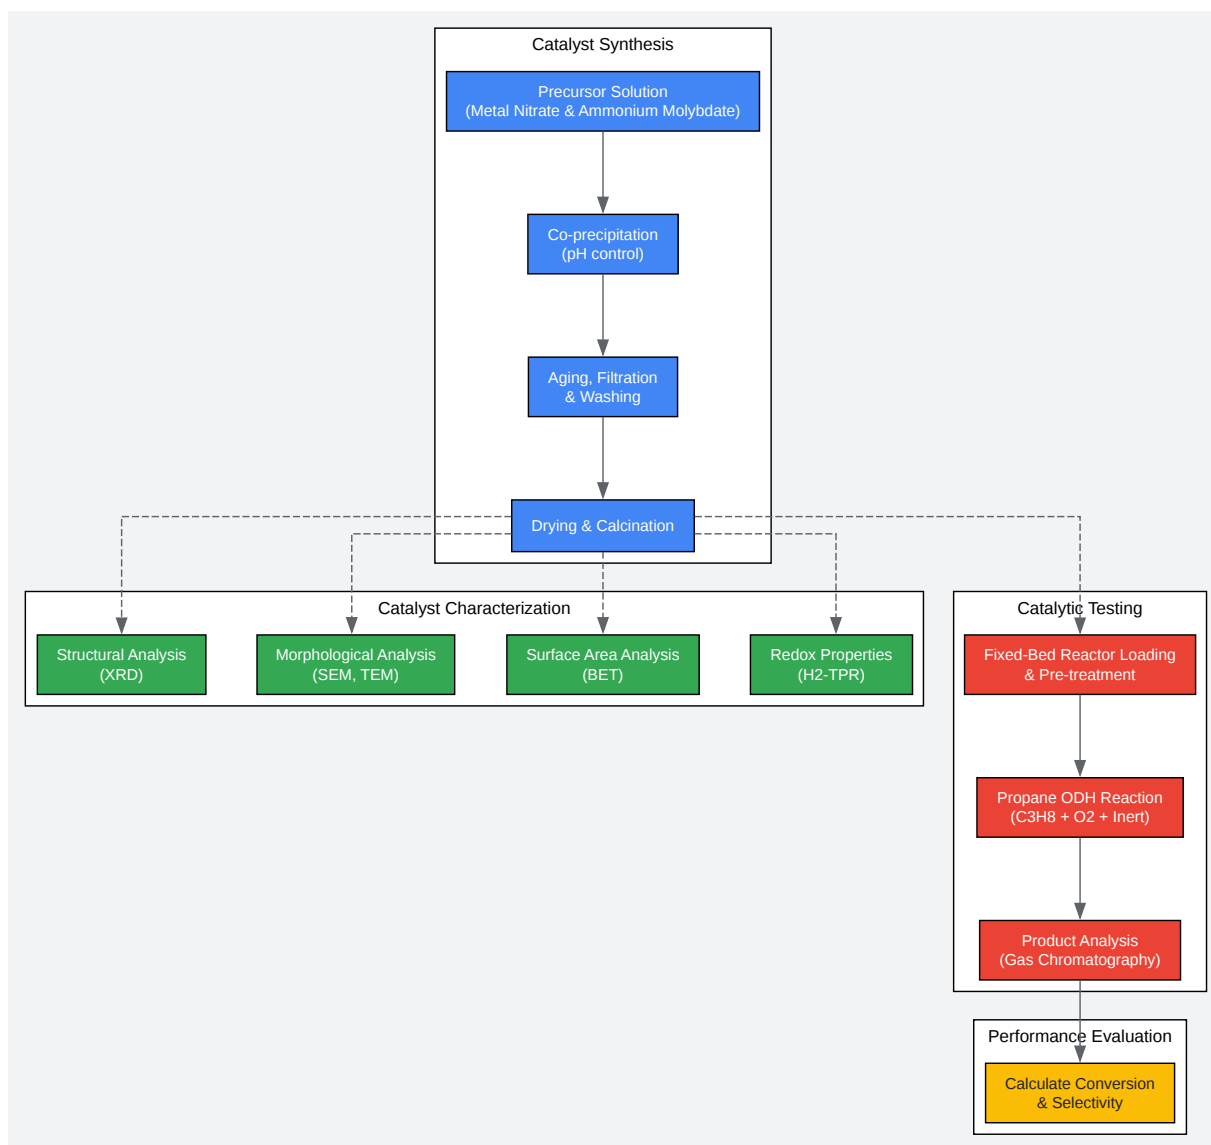 Catalyst Synthesis
Precursor Solution
(Metal Nitrate & Ammonium Molybdate)
Co-precipitation
(pH control)
Aging, Filtration
& Washing
Drying & Calcination
Catalyst Characterization
Structural Analysis
(XRD)
Morphological Analysis
(SEM, TEM)
Surface Area Analysis
(BET)
Redox Properties
(H2-TPR)
Catalytic Testing
Fixed-Bed Reactor Loading
& Pre-treatment
Propane ODH Reaction
(C3H8 + O2 + Inert)
Product Analysis
(Gas Chromatography)
Performance Evaluation
Calculate Conversion
& Selectivity